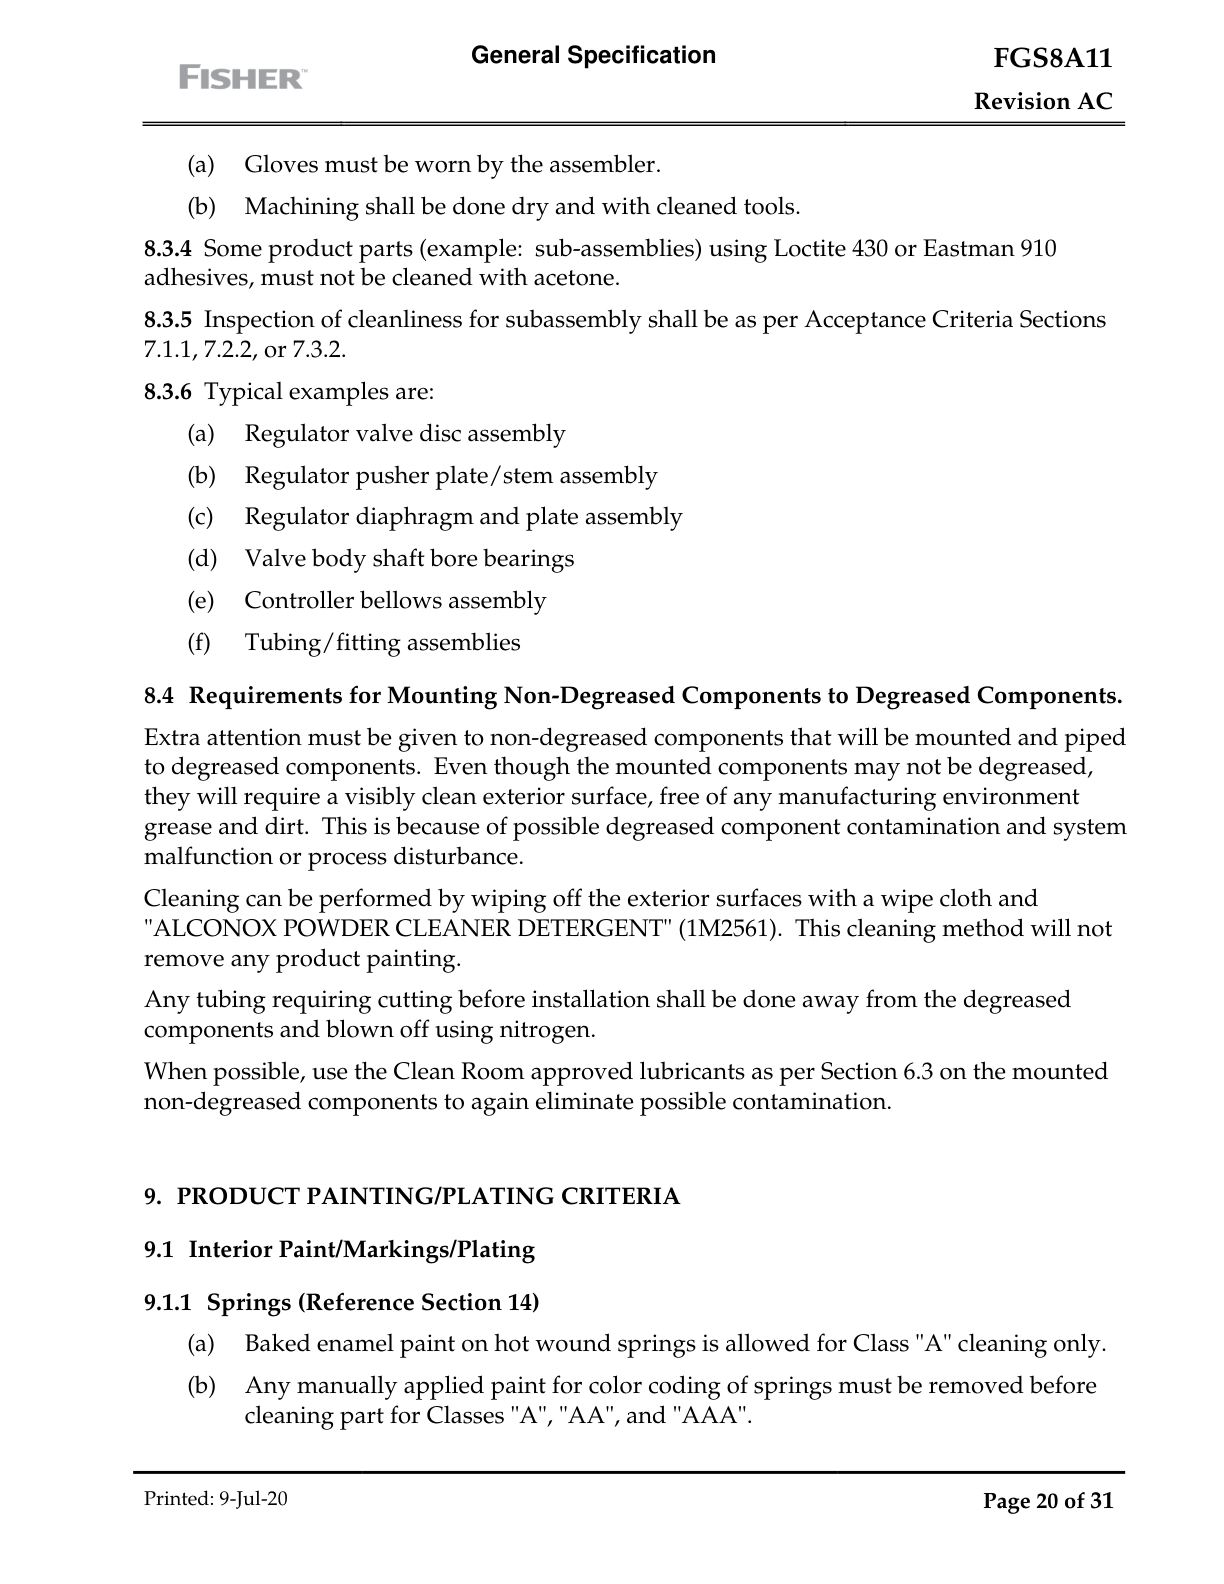 General Specification
FGS8A11
FISHER™
Revision AC
(a) Gloves must be worn by the assembler.
(b) Machining shall be done dry and with cleaned tools.
8.3.4 Some product parts (example:  sub-assemblies) using Loctite 430 or Eastman 910
adhesives, must not be cleaned with acetone.
8.3.5 Inspection of cleanliness for subassembly shall be as per Acceptance Criteria Sections
7.1.1, 7.2.2, or 7.3.2.
8.3.6 Typical examples are:
(a) Regulator valve disc assembly
(b) Regulator pusher plate/stem assembly
(c) Regulator diaphragm and plate assembly
(d) Valve body shaft bore bearings
(e) Controller bellows assembly
(f) Tubing/fitting assemblies
8.4 Requirements for Mounting Non-Degreased Components to Degreased Components.
Extra attention must be given to non-degreased components that will be mounted and piped
to degreased components.  Even though the mounted components may not be degreased,
they will require a visibly clean exterior surface, free of any manufacturing environment
grease and dirt.  This is because of possible degreased component contamination and system
malfunction or process disturbance.
Cleaning can be performed by wiping off the exterior surfaces with a wipe cloth and
"ALCONOX POWDER CLEANER DETERGENT" (1M2561).  This cleaning method will not
remove any product painting.
Any tubing requiring cutting before installation shall be done away from the degreased
components and blown off using nitrogen.
When possible, use the Clean Room approved lubricants as per Section 6.3 on the mounted
non-degreased components to again eliminate possible contamination.
9. PRODUCT PAINTING/PLATING CRITERIA
9.1 Interior Paint/Markings/Plating
9.1.1 Springs (Reference Section 14)
(a) Baked enamel paint on hot wound springs is allowed for Class "A" cleaning only.
(b) Any manually applied paint for color coding of springs must be removed before
cleaning part for Classes "A", "AA", and "AAA".
Printed: 9-Jul-20
Page 20 of 31